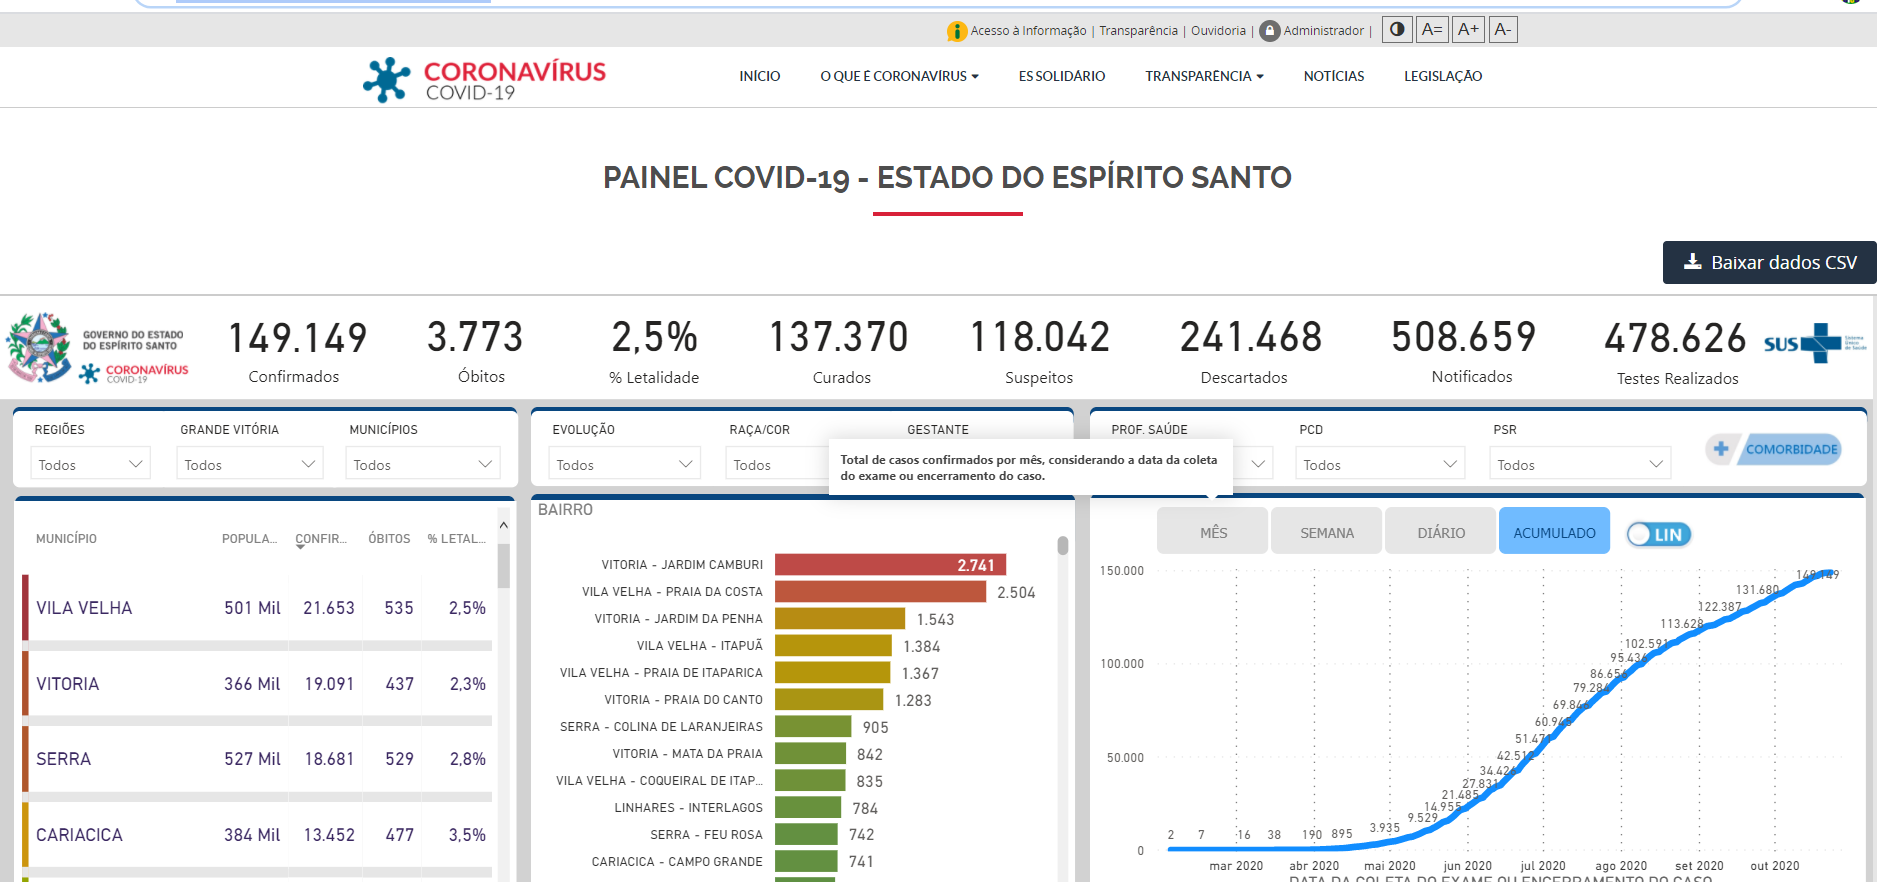 Acesso à Informação | Transparência | Ouvidoria | Administrador | A= A+ A-
CORONAVÍRUS
COVID-19
INÍCIO O QUE É CORONAVÍRUS ES SOLIDÁRIO TRANSPARÊNCIA NOTÍCIAS LEGISLAÇÃO
PAINEL COVID-19 - ESTADO DO ESPÍRITO SANTO
Baixar dados CSV
GOVERNO DO ESTADO
DO ESPÍRITO SANTO
CORONAVÍRUS
COVID-19
149.149 3.773 2,5% 137.370 118.042 241.468 508.659 478.626
Confirmados Óbitos % Letalidade Curados Suspeitos Descartados Notificados Testes Realizados
SUS Sistema
Único
de Saúde
REGIÕES GRANDE VITÓRIA MUNICÍPIOS
Todos Todos Todos
EVOLUÇÃO RAÇA/COR GESTANTE
Todos Todos
Total de casos confirmados por mês, considerando a data da coleta
do exame ou encerramento do caso.
PROF. SAÚDE PCD PSR
Todos Todos
COMORBIDADE
MUNICÍPIO POPULA... CONFIR... ÓBITOS % LETAL...
VILA VELHA 501 Mil 21.653 535 2,5%
VITORIA 366 Mil 19.091 437 2,3%
SERRA 527 Mil 18.681 529 2,8%
CARIACICA 384 Mil 13.452 477 3,5%
BAIRRO
VITORIA - JARDIM CAMBURI 2.741
VILA VELHA - PRAIA DA COSTA 2.504
VITORIA - JARDIM DA PENHA 1.543
VILA VELHA - ITAPUÃ 1.384
VILA VELHA - PRAIA DE ITAPARICA 1.367
VITORIA - PRAIA DO CANTO 1.283
SERRA - COLINA DE LARANJEIRAS 905
VITORIA - MATA DA PRAIA 842
VILA VELHA - COQUEIRAL DE ITAP... 835
LINHARES - INTERLAGOS 784
SERRA - FEU ROSA 742
CARIACICA - CAMPO GRANDE 741
MÊS SEMANA DIÁRIO ACUMULADO LIN
150.000
100.000
50.000
0
2 7 16 38 190 895 3.935 9.529 14.955 21.485 27.831 34.426 42.512 51.471 60.945 69.846 79.284 86.654 95.436 102.591 113.628 122.387 131.680 149.149
mar 2020 abr 2020 mai 2020 jun 2020 jul 2020 ago 2020 set 2020 out 2020
DATA DA COLETA DO EXAME OU ENCERRAMENTO DO CASO